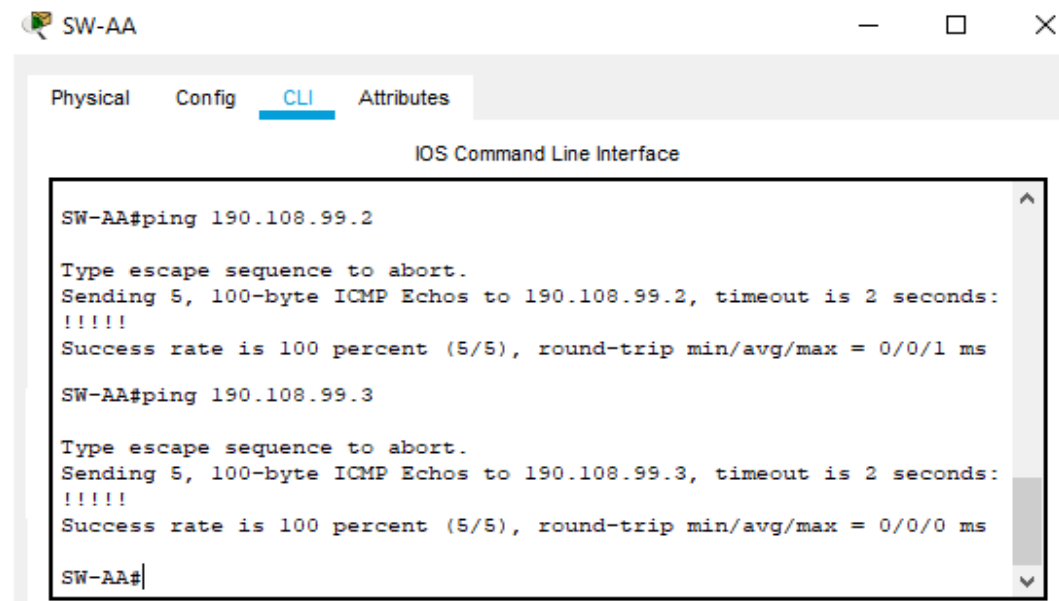 SW-AA
Physical Config CLI Attributes
IOS Command Line Interface
SW-AA#ping 190.108.99.2
Type escape sequence to abort.
Sending 5, 100-byte ICMP Echos to 190.108.99.2, timeout is 2 seconds:
!!!!!
Success rate is 100 percent (5/5), round-trip min/avg/max = 0/0/1 ms
SW-AA#ping 190.108.99.3
Type escape sequence to abort.
Sending 5, 100-byte ICMP Echos to 190.108.99.3, timeout is 2 seconds:
!!!!!
Success rate is 100 percent (5/5), round-trip min/avg/max = 0/0/0 ms
SW-AA#